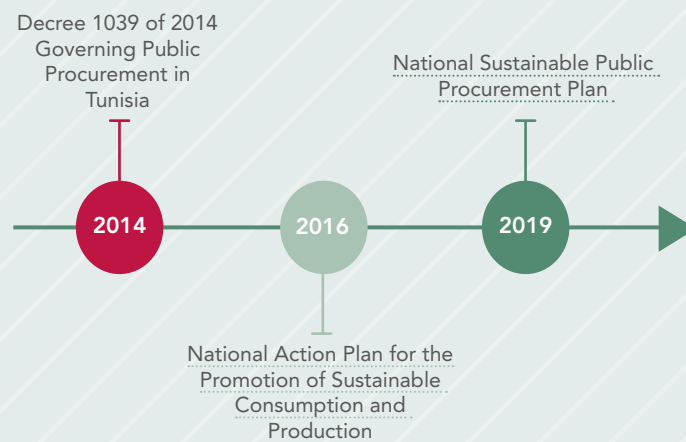 Decree 1039 of 2014
Governing Public
Procurement in
Tunisia
National Sustainable Public
Procurement Plan
2014
2016
2019
National Action Plan for the
Promotion of Sustainable
Consumption and
Production